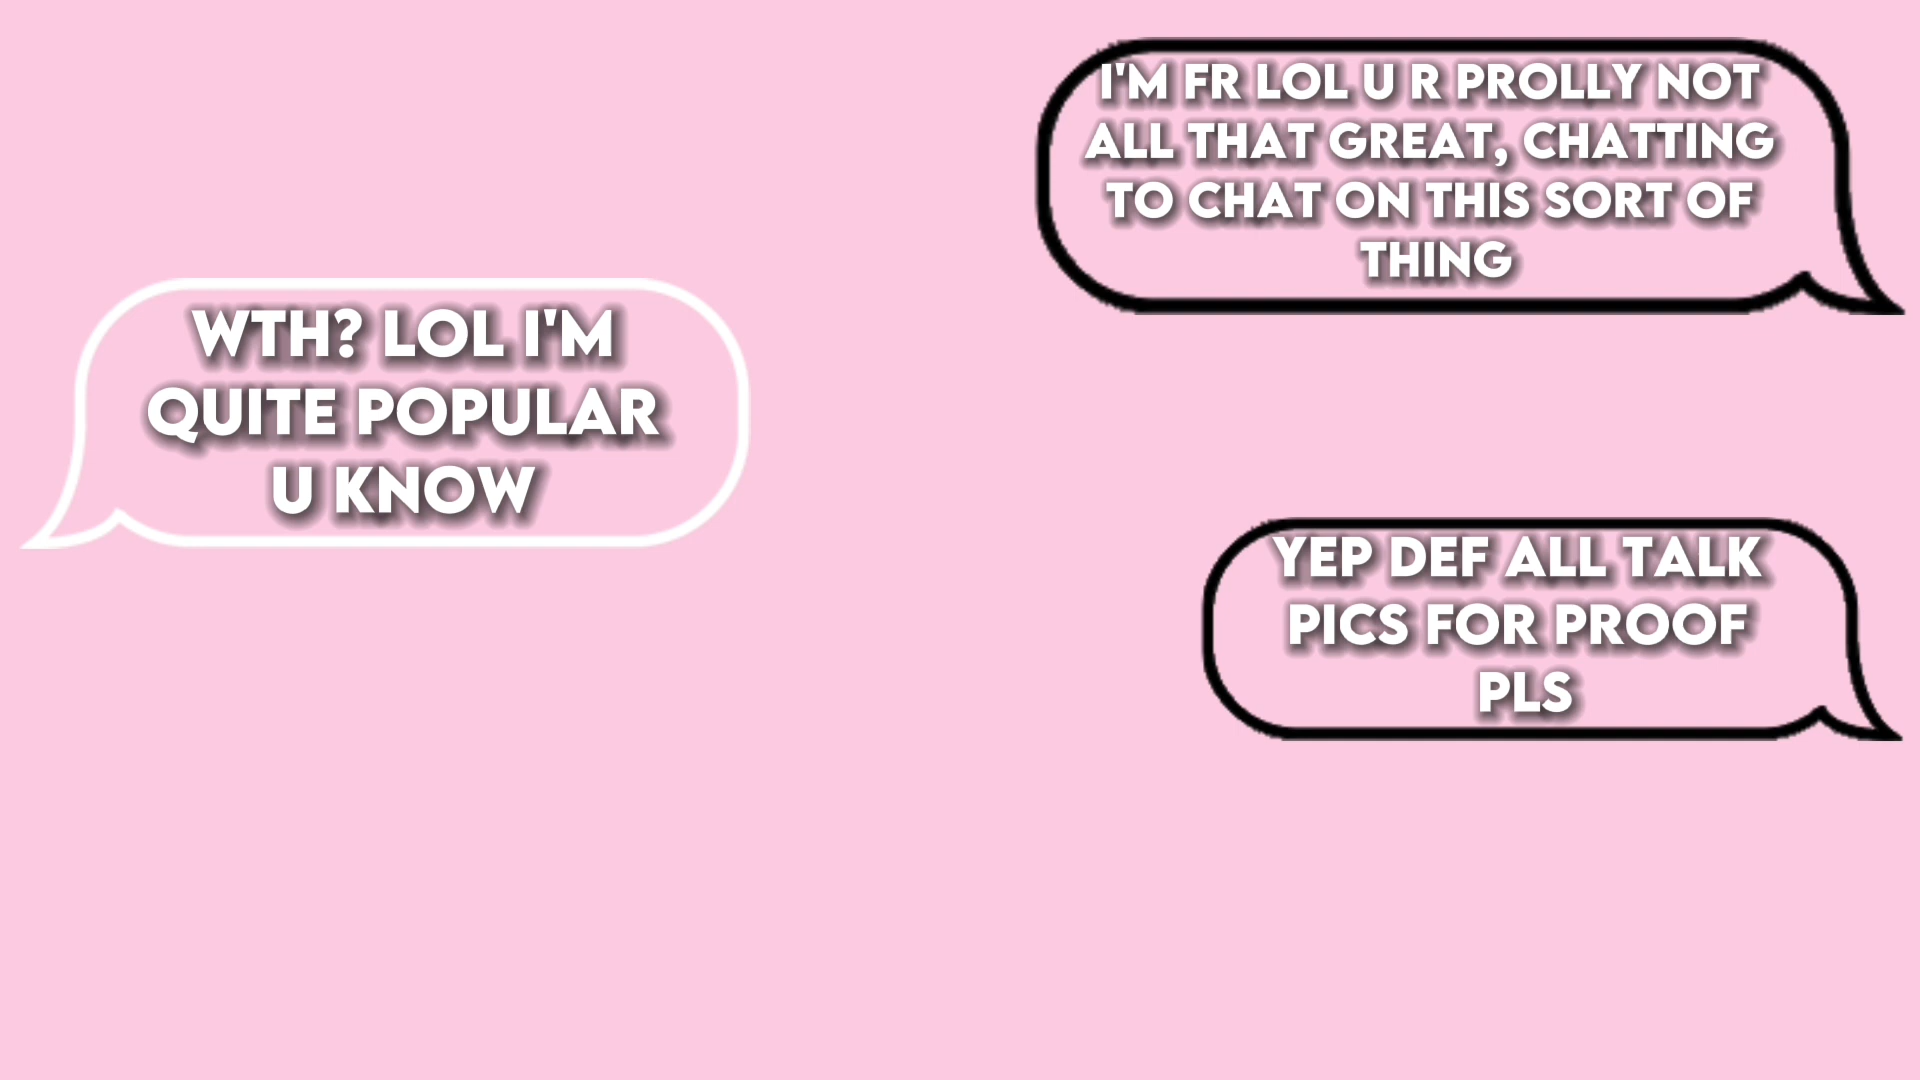 I'M FR LOL U R PROLLY NOT
ALL THAT GREAT, CHATTING
TO CHAT ON THIS SORT OF
THING
WTH? LOL I'M
QUITE POPULAR
U KNOW
YEP DEF ALL TALK
PICS FOR PROOF
PLS